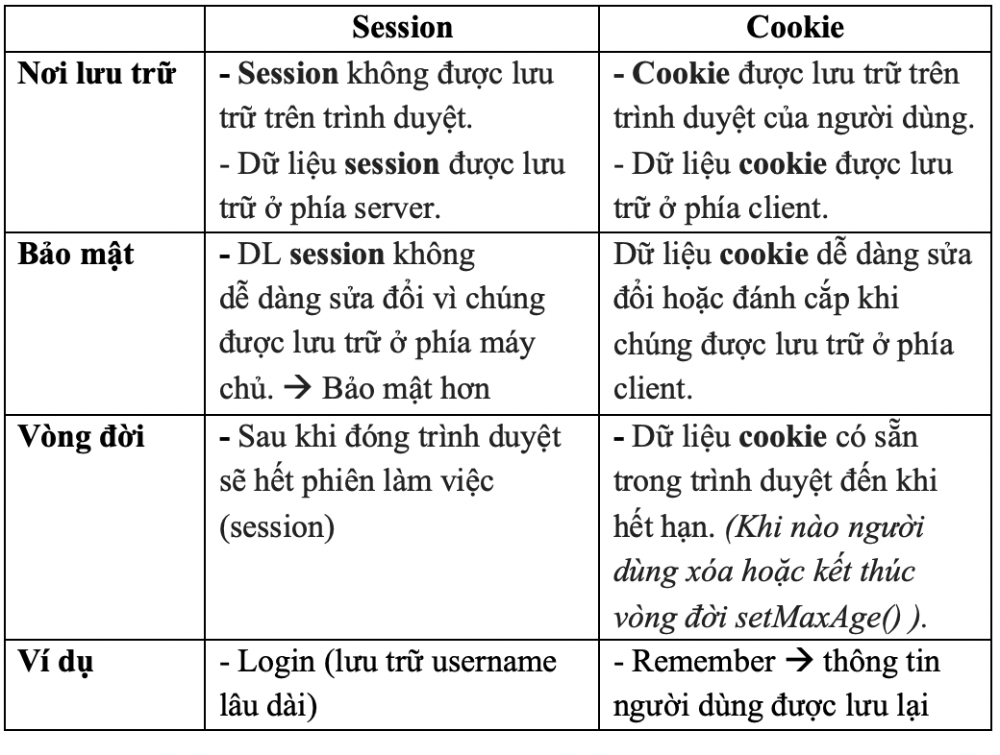 Session
Cookie
Nơi lưu trữ
- Session không được lưu
trữ trên trình duyệt.
- Dữ liệu session được lưu
trữ ở phía server.
- Cookie được lưu trữ trên
trình duyệt của người dùng.
- Dữ liệu cookie được lưu
trữ ở phía client.
Bảo mật
- DL session không
dễ dàng sửa đổi vì chúng
được lưu trữ ở phía máy
chủ. → Bảo mật hơn
Dữ liệu cookie dễ dàng sửa
đổi hoặc đánh cắp khi
chúng được lưu trữ ở phía
client.
Vòng đời
- Sau khi đóng trình duyệt
sẽ hết phiên làm việc
(session)
- Dữ liệu cookie có sẵn
trong trình duyệt đến khi
hết hạn. (Khi nào người
dùng xóa hoặc kết thúc
vòng đời setMaxAge() ).
Ví dụ
- Login (lưu trữ username
lâu dài)
- Remember → thông tin
người dùng được lưu lại